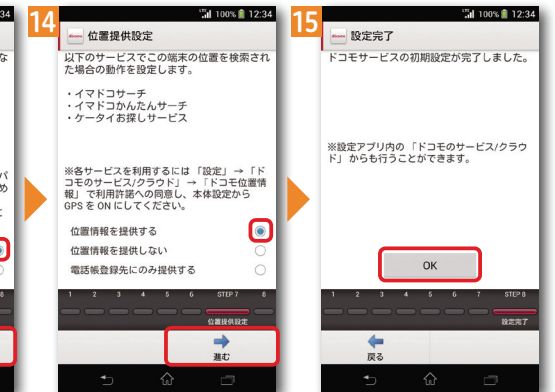 34
な
パ
め
に
8
14
LTE 100% 12:34
位置提供設定
以下のサービスでこの端末の位置を検索され
た場合の動作を設定します。
・イマドコサーチ
・イマドコかんたんサーチ
・ケータイお探しサービス
※各サービスを利用するには 「設定」→「ド
コモのサービス/クラウド」→「ドコモ位置情
報」で利用許諾への同意し、本体設定から
GPS を ON にしてください。
位置情報を提供する
位置情報を提供しない
電話帳登録先にのみ提供する
1 2 3 4 5 6 STEP 7 8
位置提供設定
進む
15
LTE 100% 12:34
設定完了
ドコモサービスの初期設定が完了しました。
※設定アプリ内の 「ドコモのサービス/クラウ
ド」 からも行うことができます。
OK
1 2 3 4 5 6 7 STEP 8
設定完了
戻る